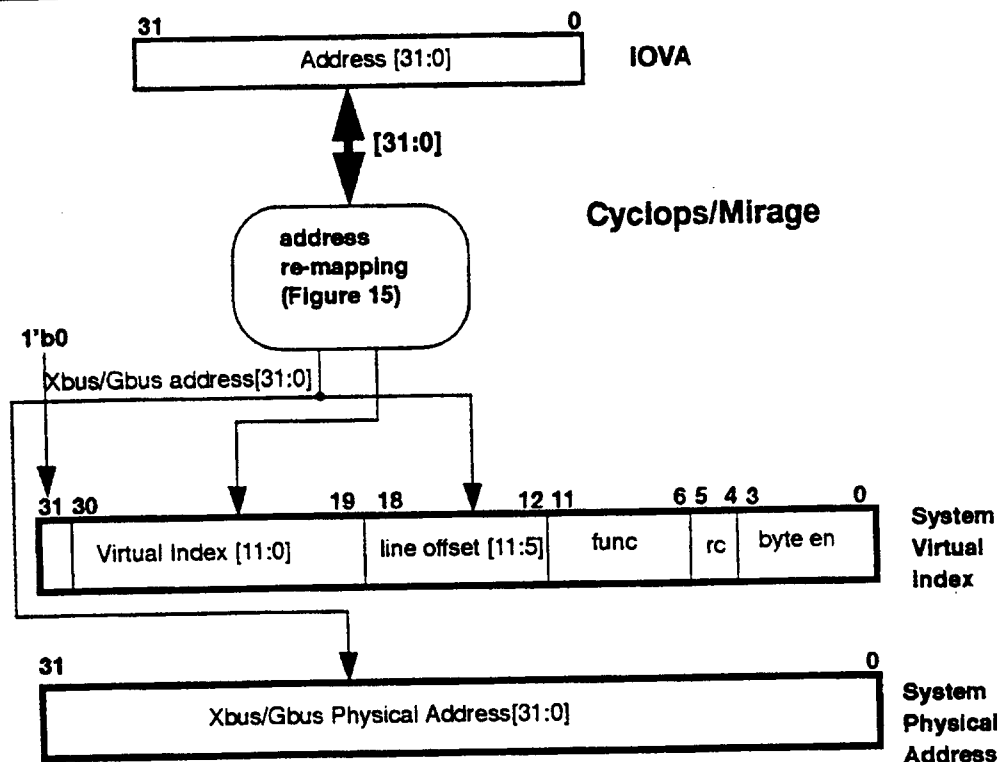 31 0
Address [31:0] IOVA
[31:0]
Cyclops/Mirage
address
re-mapping
(Figure 15)
1'b0
Xbus/Gbus address[31:0]
31 30 19 18 12 11 6 5 4 3 0
Virtual Index [11:0] line offset [11:5] func rc byte en
System
Virtual
Index
31 0
Xbus/Gbus Physical Address[31:0]
System
Physical
Address